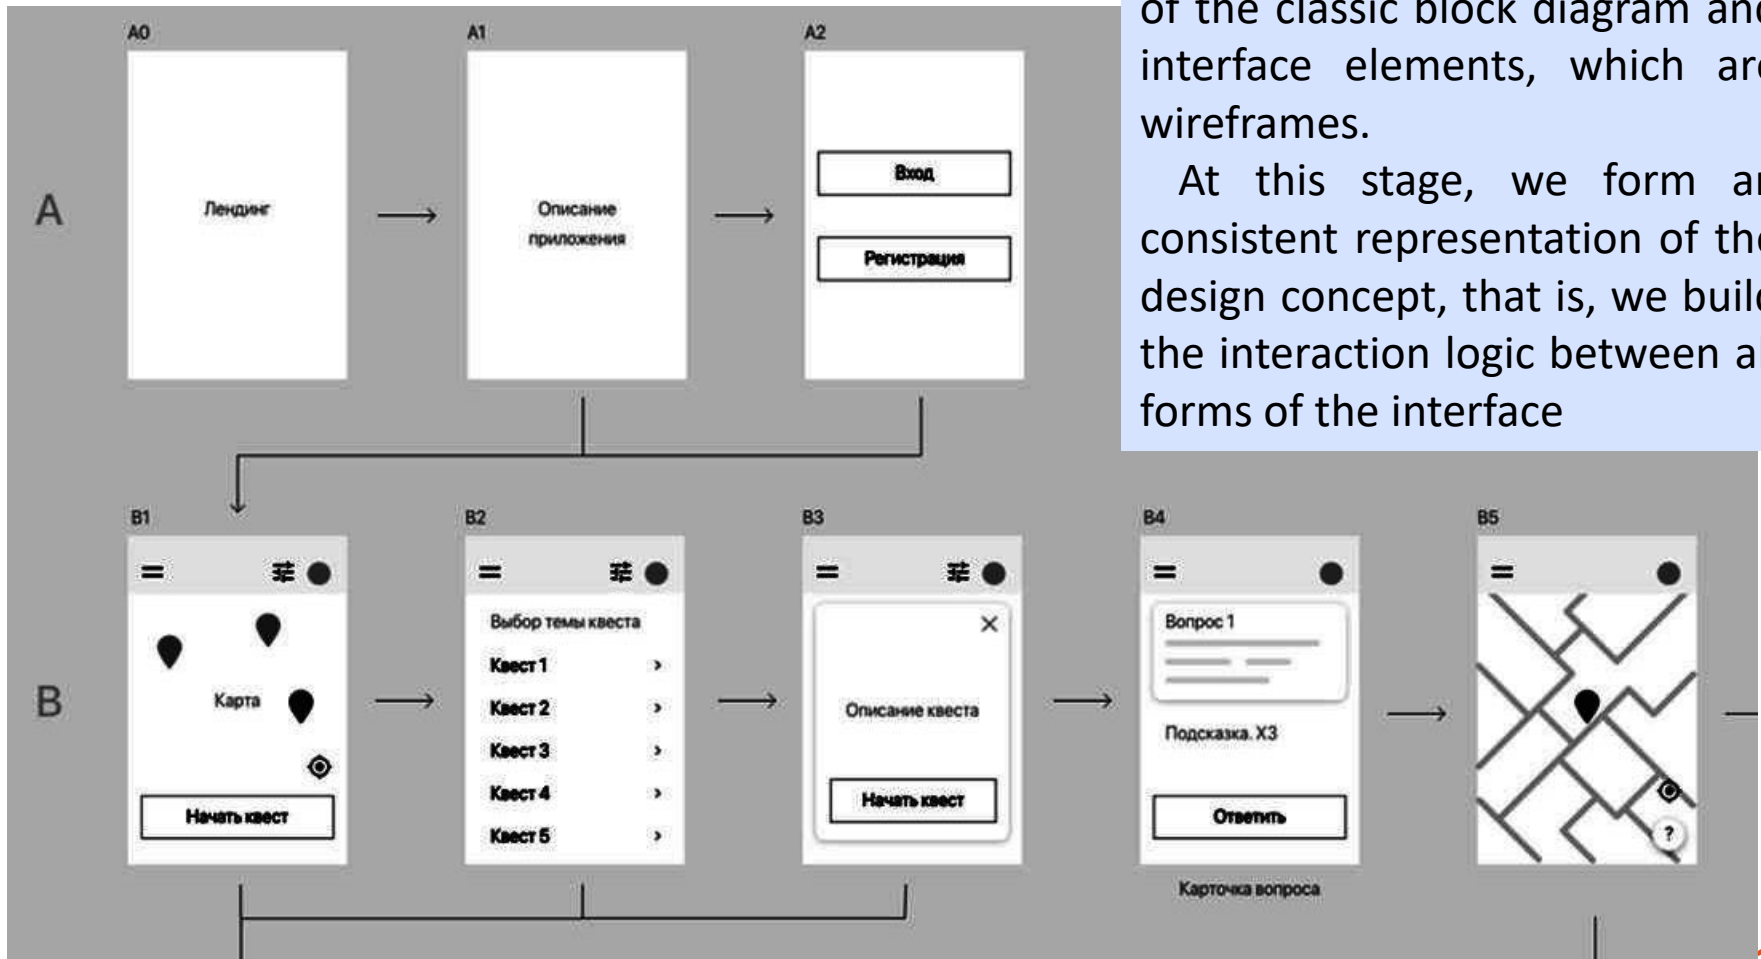 of the classic block diagram and
interface elements, which are
wireframes.
At this stage, we form an
consistent representation of the
design concept, that is, we build
the interaction logic between all
forms of the interface
A0
A1
A2
A
Лендинг
Описание
приложения
Вход
Регистрация
B1
B2
B3
B4
B5
B
Карта
Начать квест
Выбор темы квеста
Квест 1
Квест 2
Квест 3
Квест 4
Квест 5
Описание квеста
Начать квест
Вопрос 1
Подсказка. X3
Ответить
Карточка вопроса
?